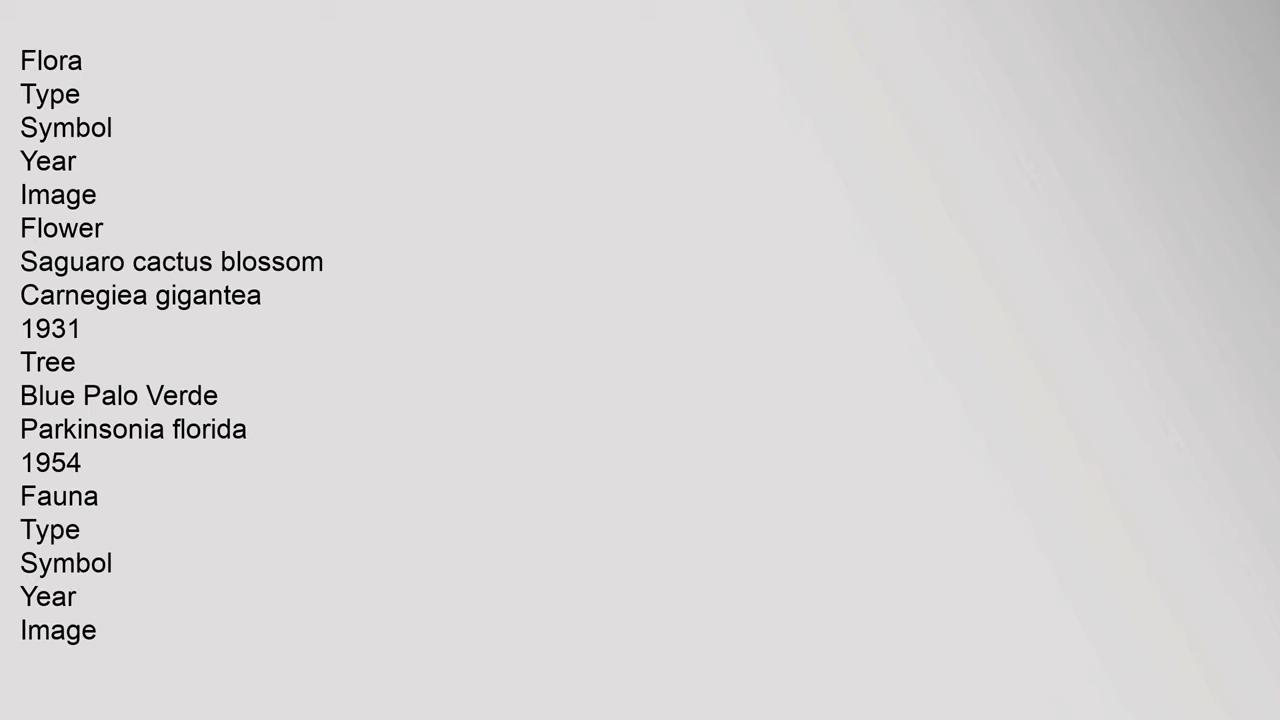 Flora
Type
Symbol
Year
Image
Flower
Saguaro cactus blossom
Carnegiea gigantea
1931
Tree
Blue Palo Verde
Parkinsonia florida
1954
Fauna
Type
Symbol
Year
Image